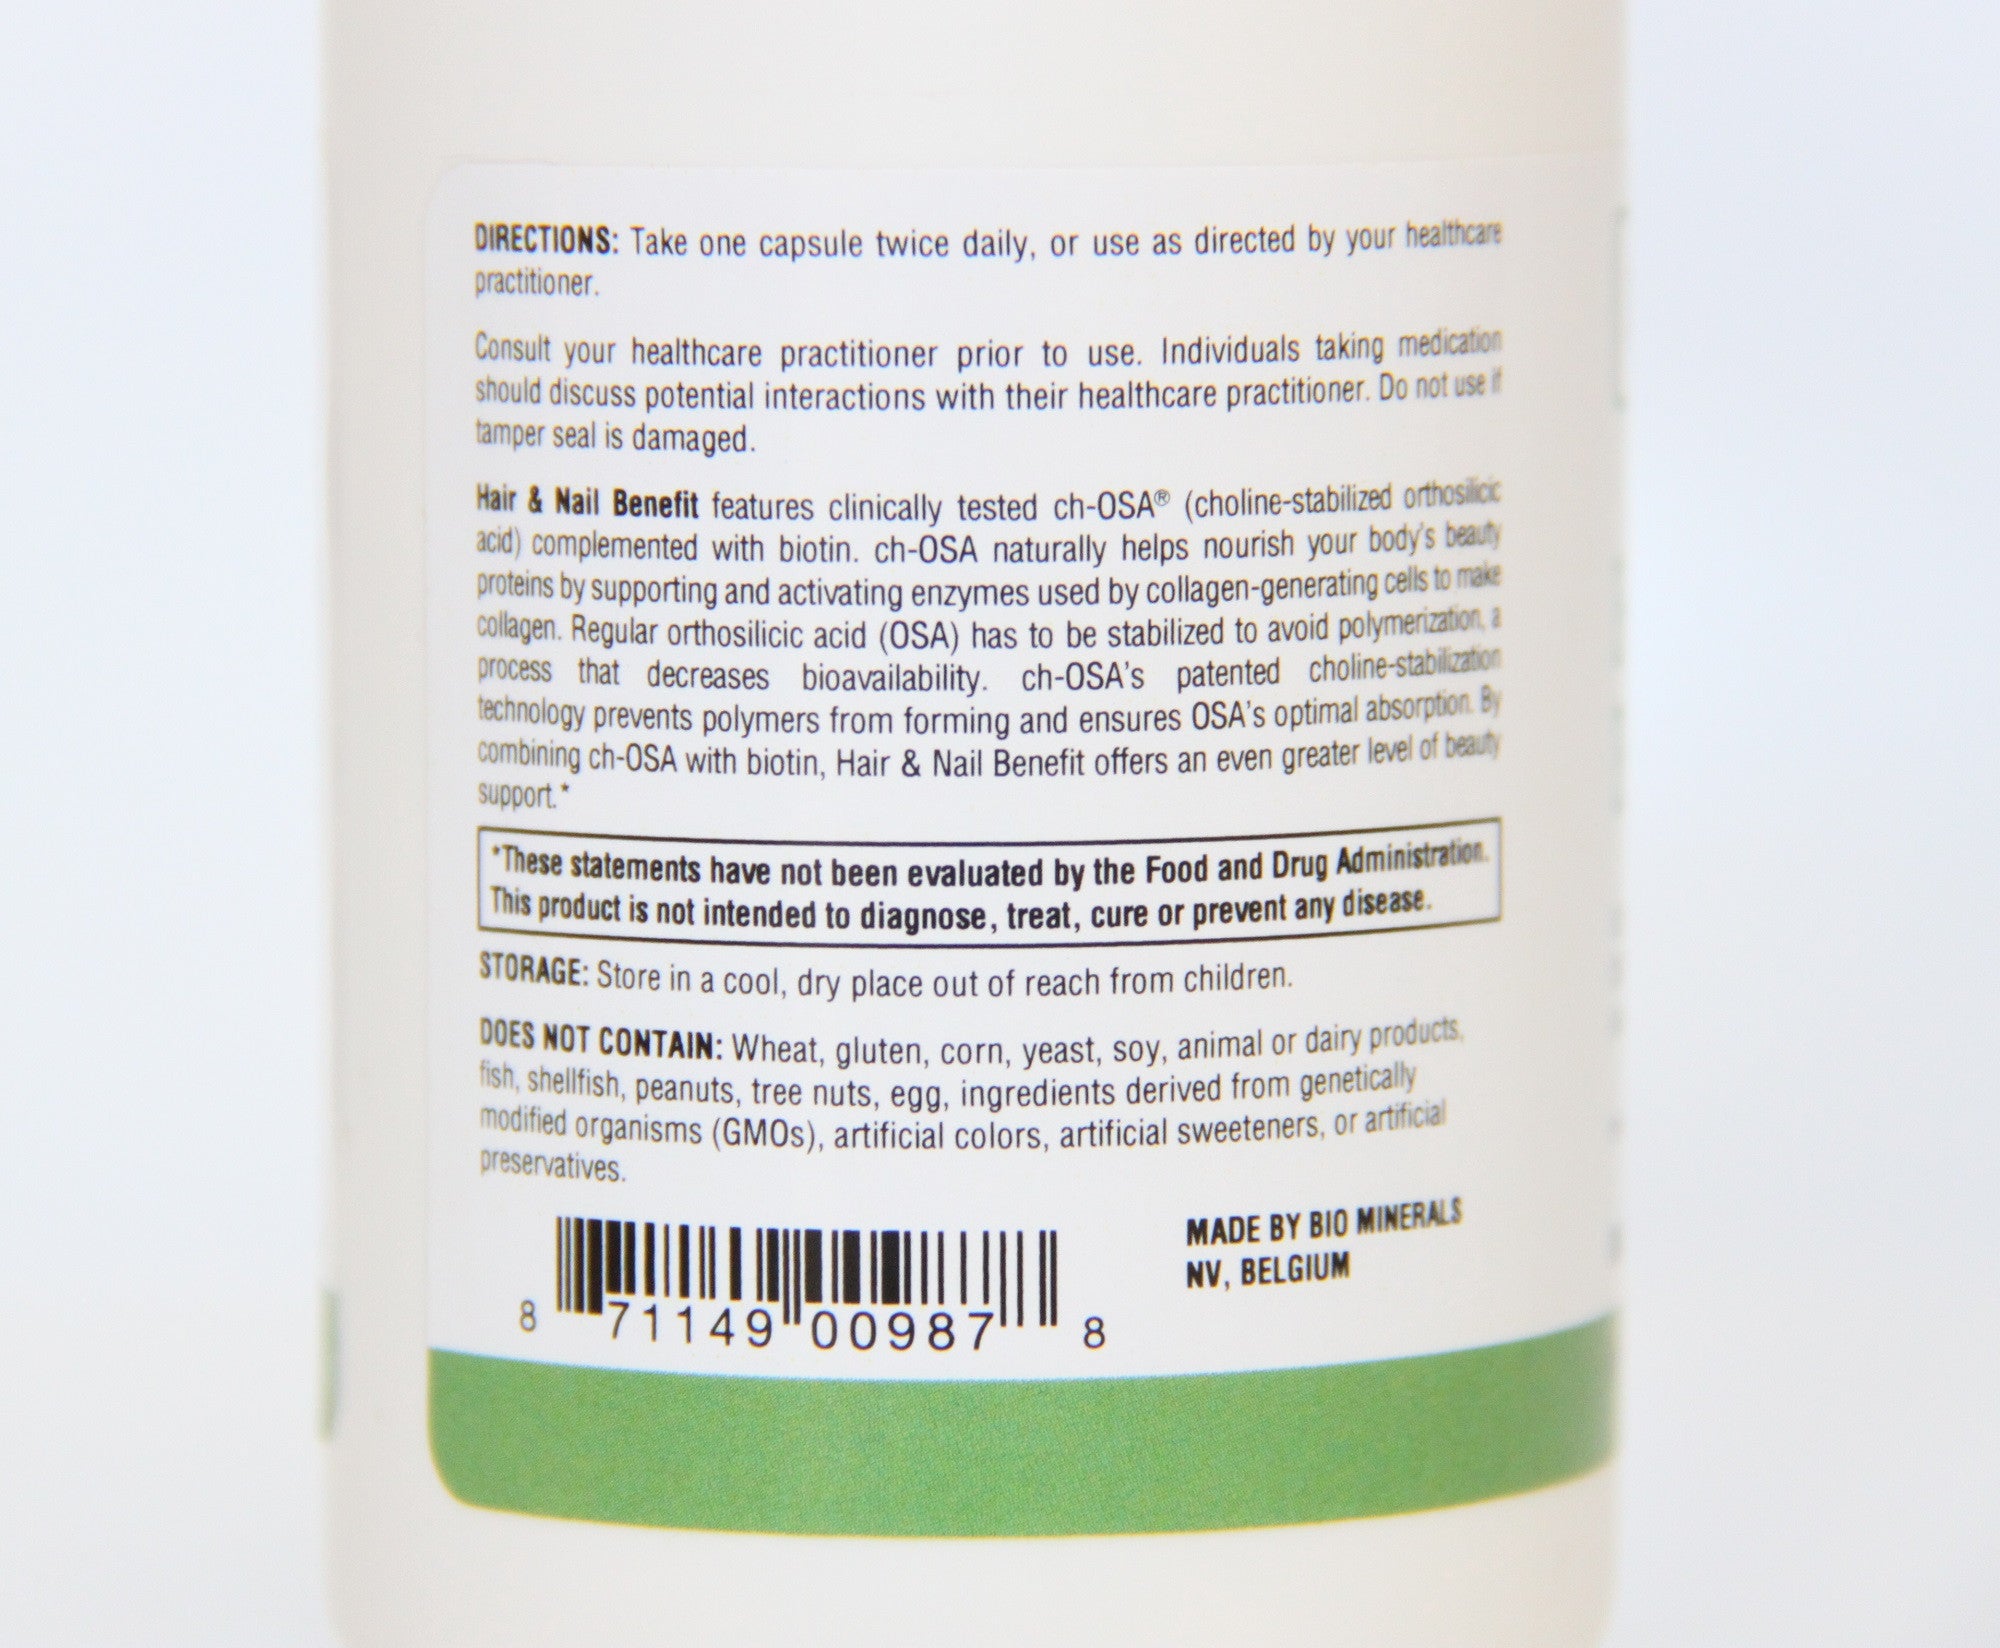 DIRECTIONS: Take one capsule twice daily, or use as directed by your healthcare
practitioner.
Consult your healthcare practitioner prior to use. Individuals taking medication
should discuss potential interactions with their healthcare practitioner. Do not use if
tamper seal is damaged.
Hair & Nail Benefit features clinically tested ch-OSA® (choline-stabilized orthosilicic
acid) complemented with biotin. ch-OSA naturally helps nourish your body's beauty
proteins by supporting and activating enzymes used by collagen-generating cells to make
collagen. Regular orthosilicic acid (OSA) has to be stabilized to avoid polymerization, a
process that decreases bioavailability. ch-OSA's patented choline-stabilization
technology prevents polymers from forming and ensures OSA's optimal absorption. By
combining ch-OSA with biotin, Hair & Nail Benefit offers an even greater level of beauty
support.*
*These statements have not been evaluated by the Food and Drug Administration.
This product is not intended to diagnose, treat, cure or prevent any disease.
STORAGE: Store in a cool, dry place out of reach from children.
DOES NOT CONTAIN: Wheat, gluten, corn, yeast, soy, animal or dairy products,
fish, shellfish, peanuts, tree nuts, egg, ingredients derived from genetically
modified organisms (GMOs), artificial colors, artificial sweeteners, or artificial
preservatives.
MADE BY BIO MINERALS
NV, BELGIUM
8 71149 00987 8